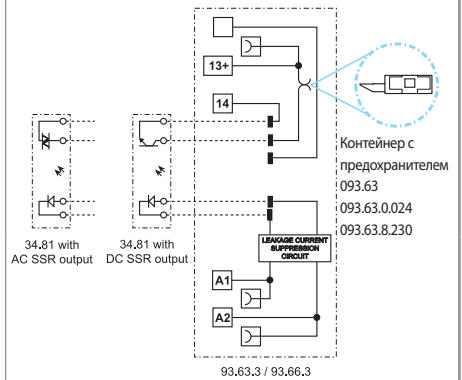 13+
14
Контейнер с
предохранителем
093.63
093.63.0.024
093.63.8.230
34.81 with
AC SSR output
34.81 with
DC SSR output
LEAKAGE CURRENT
SUPPRESSION
CIRCUIT
A1
A2
93.63.3 / 93.66.3